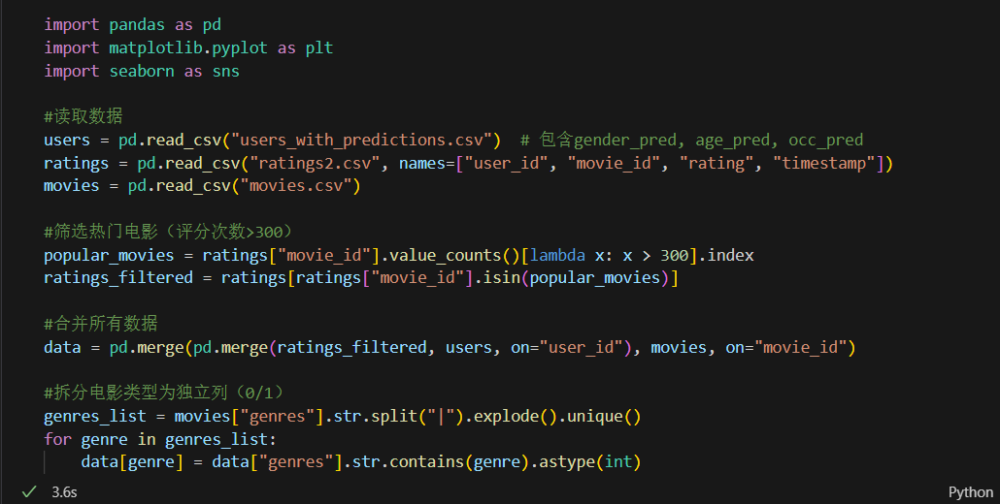 import pandas as pd
import matplotlib.pyplot as plt
import seaborn as sns
#读取数据
users = pd.read_csv("users_with_predictions.csv")  # 包含gender_pred, age_pred, occ_pred
ratings = pd.read_csv("ratings2.csv", names=["user_id", "movie_id", "rating", "timestamp"])
movies = pd.read_csv("movies.csv")
#筛选热门电影（评分次数>300）
popular_movies = ratings["movie_id"].value_counts()[lambda x: x > 300].index
ratings_filtered = ratings[ratings["movie_id"].isin(popular_movies)]
#合并所有数据
data = pd.merge(pd.merge(ratings_filtered, users, on="user_id"), movies, on="movie_id")
#拆分电影类型为独立列（0/1）
genres_list = movies["genres"].str.split("|").explode().unique()
for genre in genres_list:
    data[genre] = data["genres"].str.contains(genre).astype(int)
3.6s
Python